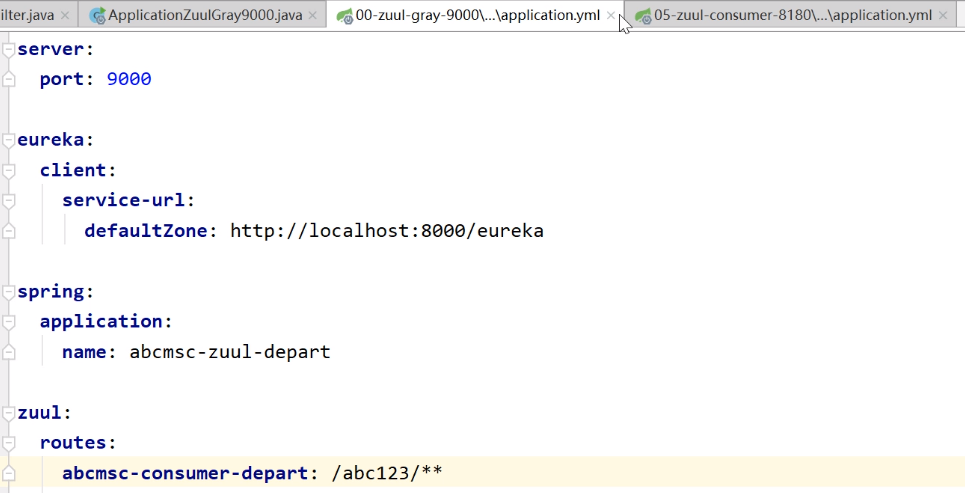 ilter.java
ApplicationZuulGray9000.java
00-zuul-gray-9000\...\application.yml
05-zuul-consumer-8180\...\application.yml
server:
port: 9000
eureka:
client:
service-url:
defaultZone: http://localhost:8000/eureka
spring:
application:
name: abcmsc-zuul-depart
zuul:
routes:
abcmsc-consumer-depart: /abc123/**